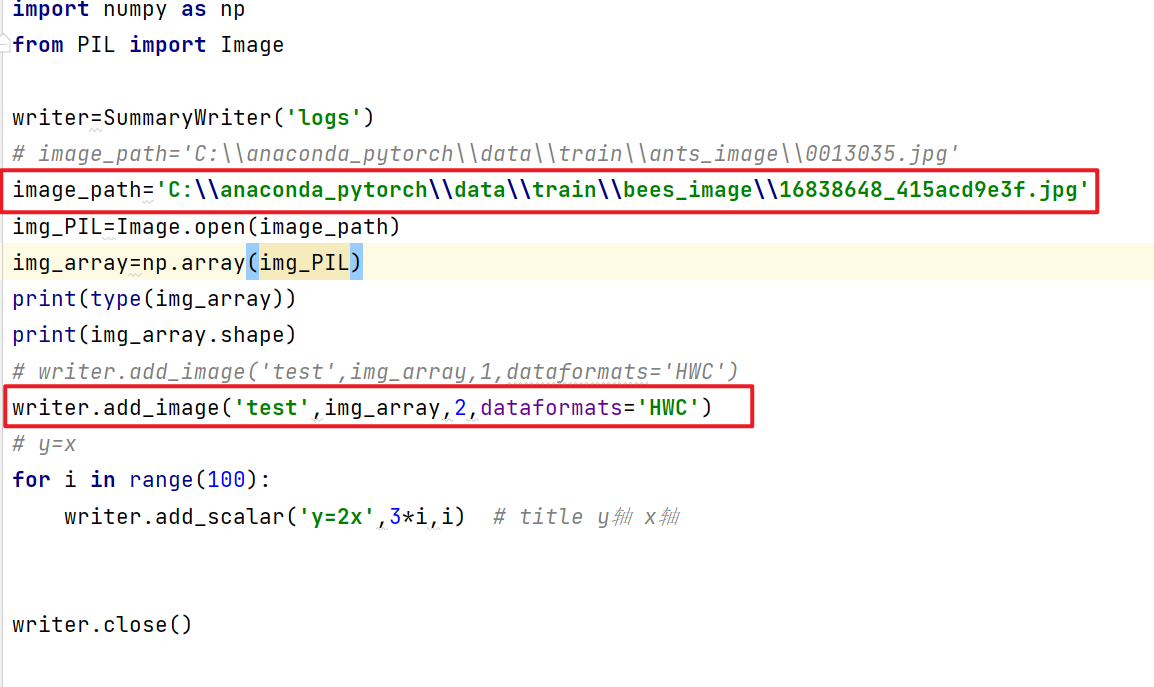 import numpy as np
from PIL import Image
writer=SummaryWriter('logs')
# image_path='C:\\anaconda_pytorch\\data\\train\\ants_image\\0013035.jpg'
image_path='C:\\anaconda_pytorch\\data\\train\\bees_image\\16838648_415acd9e3f.jpg'
img_PIL=Image.open(image_path)
img_array=np.array(img_PIL)
print(type(img_array))
print(img_array.shape)
# writer.add_image('test',img_array,1,dataformats='HWC')
writer.add_image('test',img_array,2,dataformats='HWC')
# y=x
for i in range(100):
    writer.add_scalar('y=2x',3*i,i)  # title y轴 x轴
writer.close()